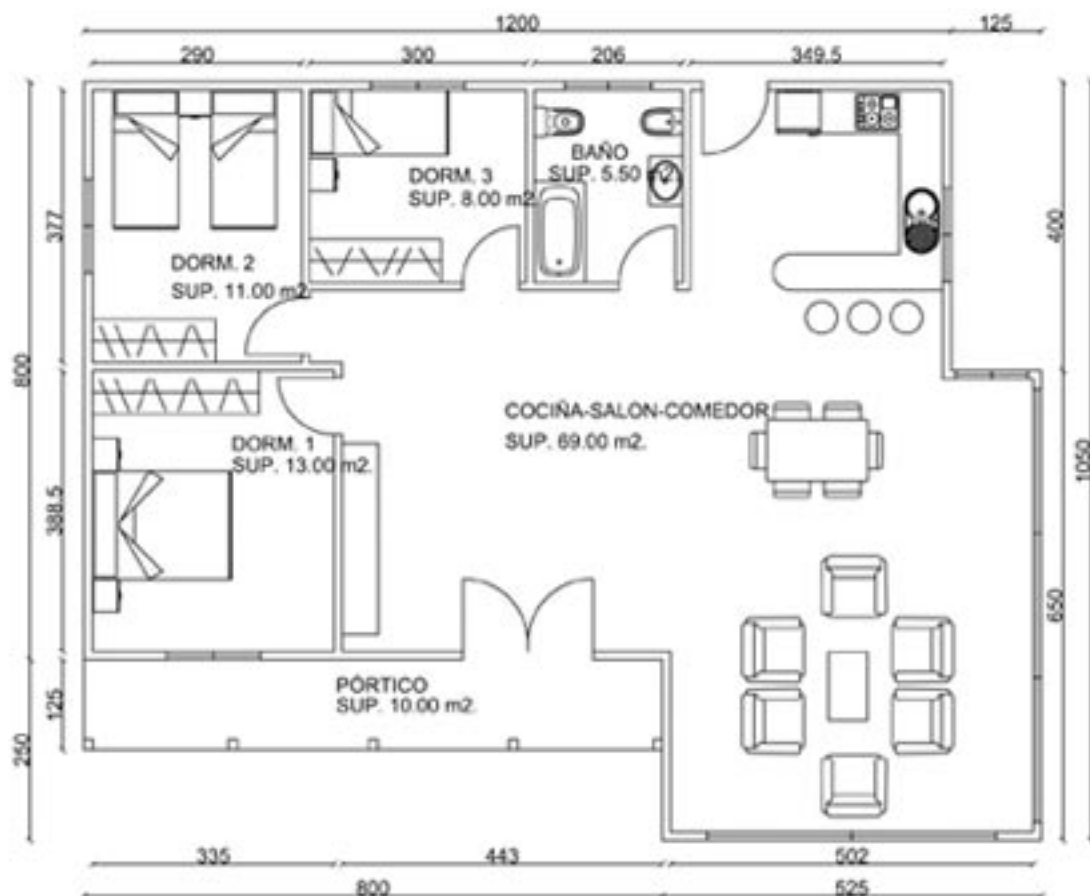 1200
125
290
300
206
349.5
BAÑO
SUP. 5.50 m2.
DORM. 3
SUP. 8.00 m2.
377
400
DORM. 2
SUP. 11.00 m2.
800
COCIÑA-SALON-COMEDOR
SUP. 69.00 m2.
DORM. 1
SUP. 13.00 m2.
1050
388.5
650
PÓRTICO
SUP. 10.00 m2.
125
250
335
443
502
800
525